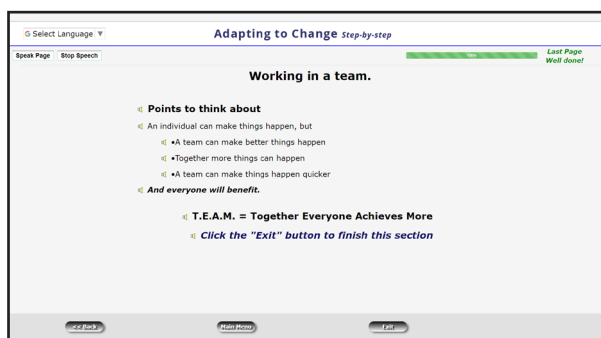 G Select Language ▼
Adapting to Change Step-by-step
Speak Page Stop Speech
Last Page
Well done!
Working in a team.
Points to think about
An individual can make things happen, but
•A team can make better things happen
•Together more things can happen
•A team can make things happen quicker
And everyone will benefit.
T.E.A.M. = Together Everyone Achieves More
Click the "Exit" button to finish this section
<< Back Main Menu Exit